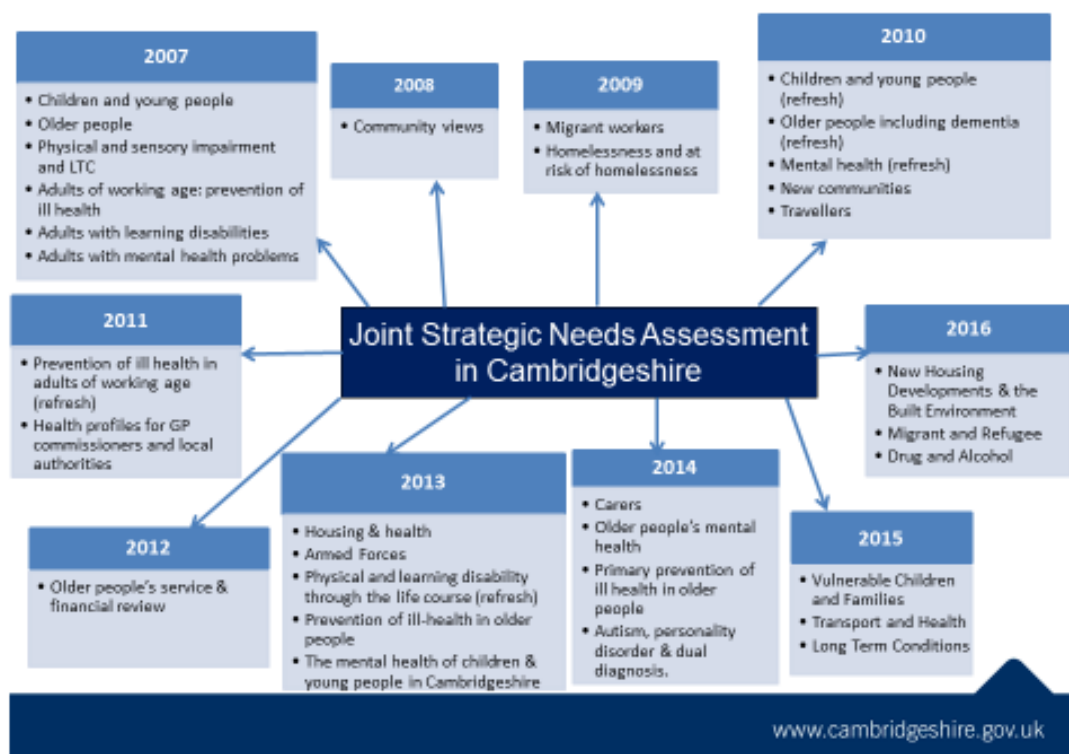 2007
• Children and young people
• Older people
• Physical and sensory impairment
and LTC
• Adults of working age: prevention of
ill health
• Adults with learning disabilities
• Adults with mental health problems
2008
• Community views
2009
• Migrant workers
• Homelessness and at
risk of homelessness
2010
• Children and young people
(refresh)
• Older people including dementia
(refresh)
• Mental health (refresh)
• New communities
• Travellers
Joint Strategic Needs Assessment
in Cambridgeshire
2011
• Prevention of ill health in
adults of working age
(refresh)
• Health profiles for GP
commissioners and local
authorities
2016
• New Housing
Developments & the
Built Environment
• Migrant and Refugee
• Drug and Alcohol
2012
• Older people's service &
financial review
2013
• Housing & health
• Armed Forces
• Physical and learning disability
through the life course (refresh)
• Prevention of ill-health in older
people
• The mental health of children &
young people in Cambridgeshire
2014
• Carers
• Older people's mental
health
• Primary prevention of
ill health in older
people
• Autism, personality
disorder & dual
diagnosis.
2015
• Vulnerable Children
and Families
• Transport and Health
• Long Term Conditions
www.cambridgeshire.gov.uk